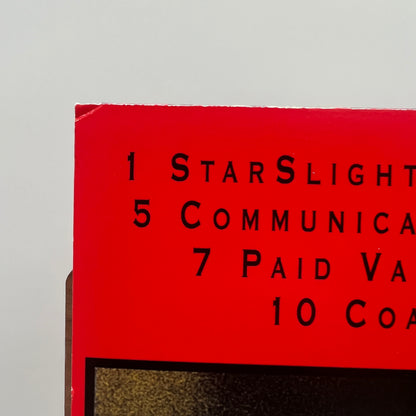 1 STARSLIGHT
5 COMMUNICA
7 PAID VA
10 COA